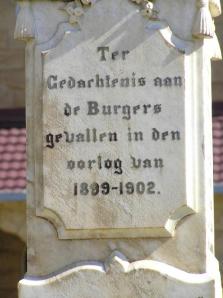 Ter
Gedachtenis aan
de Burgers
gevallen in den
oorlog van
1899-1902.